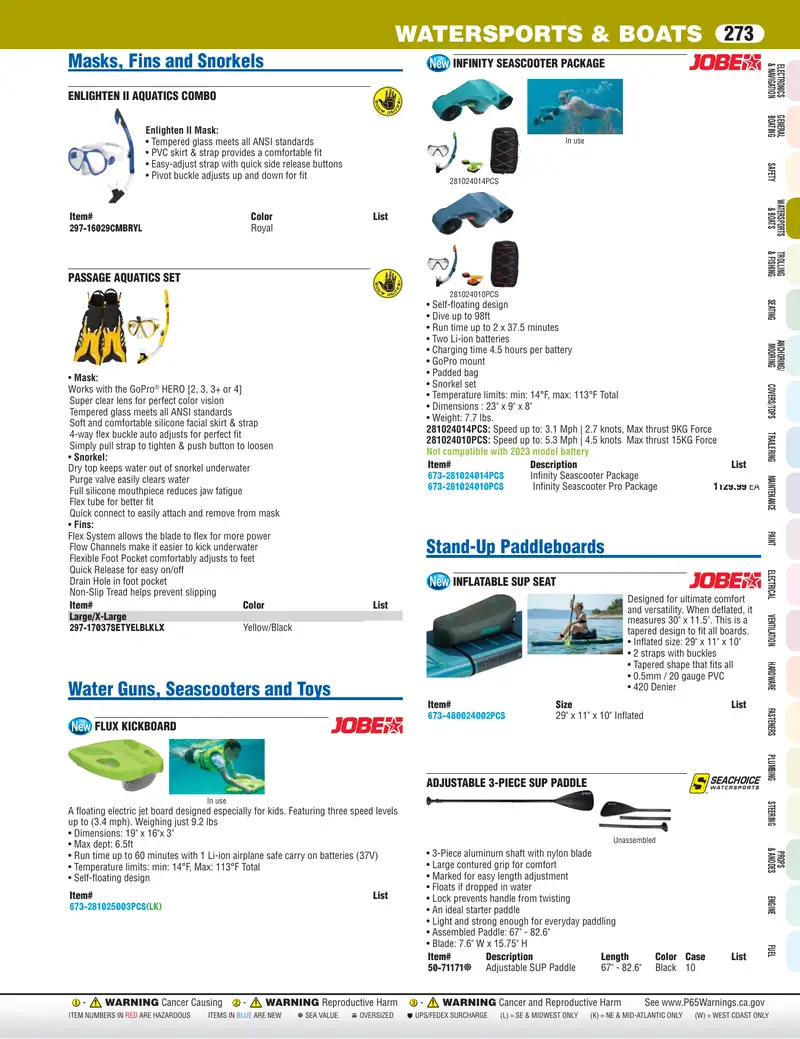 WATERSPORTS & BOATS 273
Masks, Fins and Snorkels
ENLIGHTEN II AQUATICS COMBO
BODY GLOVE
Enlighten II Mask:
• Tempered glass meets all ANSI standards
• PVC skirt & strap provides a comfortable fit
• Easy-adjust strap with quick side release buttons
• Pivot buckle adjusts up and down for fit
Item# Color List
297-16029CMBRYL Royal
PASSAGE AQUATICS SET
BODY GLOVE
• Mask:
Works with the GoPro® HERO [2, 3, 3+ or 4]
Super clear lens for perfect color vision
Tempered glass meets all ANSI standards
Soft and comfortable silicone facial skirt & strap
4-way flex buckle auto adjusts for perfect fit
Simply pull strap to tighten & push button to loosen
• Snorkel:
Dry top keeps water out of snorkel underwater
Purge valve easily clears water
Full silicone mouthpiece reduces jaw fatigue
Flex tube for better fit
Quick connect to easily attach and remove from mask
• Fins:
Flex System allows the blade to flex for more power
Flow Channels make it easier to kick underwater
Flexible Foot Pocket comfortably adjusts to feet
Quick Release for easy on/off
Drain Hole in foot pocket
Non-Slip Tread helps prevent slipping
Item# Color List
Large/X-Large
297-17037SETYELBLKLX Yellow/Black
Water Guns, Seascooters and Toys
New FLUX KICKBOARD JOBE
In use
A floating electric jet board designed especially for kids. Featuring three speed levels
up to (3.4 mph). Weighing just 9.2 lbs
• Dimensions: 19" x 16"x 3"
• Max dept: 6.5ft
• Run time up to 60 minutes with 1 Li-ion airplane safe carry on batteries (37V)
• Temperature limits: min: 14°F, Max: 113°F Total
• Self-floating design
Item# List
673-281025003PCS(LK)
New INFINITY SEASCOOTER PACKAGE JOBE
In use
281024014PCS
281024010PCS
• Self-floating design
• Dive up to 98ft
• Run time up to 2 x 37.5 minutes
• Two Li-ion batteries
• Charging time 4.5 hours per battery
• GoPro mount
• Padded bag
• Snorkel set
• Temperature limits: min: 14°F, max: 113°F Total
• Dimensions : 23" x 9" x 8"
• Weight: 7.7 lbs.
281024014PCS: Speed up to: 3.1 Mph | 2.7 knots, Max thrust 9KG Force
281024010PCS: Speed up to: 5.3 Mph | 4.5 knots Max thrust 15KG Force
Not compatible with 2023 model battery
Item# Description List
673-281024014PCS Infinity Seascooter Package
673-281024010PCS Infinity Seascooter Pro Package 1129.99 EA
Stand-Up Paddleboards
New INFLATABLE SUP SEAT JOBE
Designed for ultimate comfort
and versatility. When deflated, it
measures 30" x 11.5". This is a
tapered design to fit all boards.
• Inflated size: 29" x 11" x 10"
• 2 straps with buckles
• Tapered shape that fits all
• 0.5mm / 20 gauge PVC
• 420 Denier
Item# Size List
673-480024002PCS 29" x 11" x 10" Inflated
ADJUSTABLE 3-PIECE SUP PADDLE SEACHOICE
WATERSPORTS
Unassembled
• 3-Piece aluminum shaft with nylon blade
• Large contured grip for comfort
• Marked for easy length adjustment
• Floats if dropped in water
• Lock prevents handle from twisting
• An ideal starter paddle
• Light and strong enough for everyday paddling
• Assembled Paddle: 67" - 82.6"
• Blade: 7.6" W x 15.75" H
Item# Description Length Color Case List
50-71171 Adjustable SUP Paddle 67" - 82.6" Black 10
ELECTRONICS
& NAVIGATION
GENERAL
BOATING
SAFETY
WATERSPORTS
& BOATS
TROLLING
& FISHING
SEATING
ANCHORING/
MOORING
COVERS/TOPS
TRAILERING
MAINTENANCE
PAINT
ELECTRICAL
VENTILATION
HARDWARE
FASTENERS
PLUMBING
STEERING
PROPS
& ANODES
ENGINE
FUEL
1 - WARNING Cancer Causing 2 - WARNING Reproductive Harm 3 - WARNING Cancer and Reproductive Harm See www.P65Warnings.ca.gov
ITEM NUMBERS IN RED ARE HAZARDOUS ITEMS IN BLUE ARE NEW SEA VALUE OVERSIZED UPS/FEDEX SURCHARGE (L) = SE & MIDWEST ONLY (K) = NE & MID-ATLANTIC ONLY (W) = WEST COAST ONLY